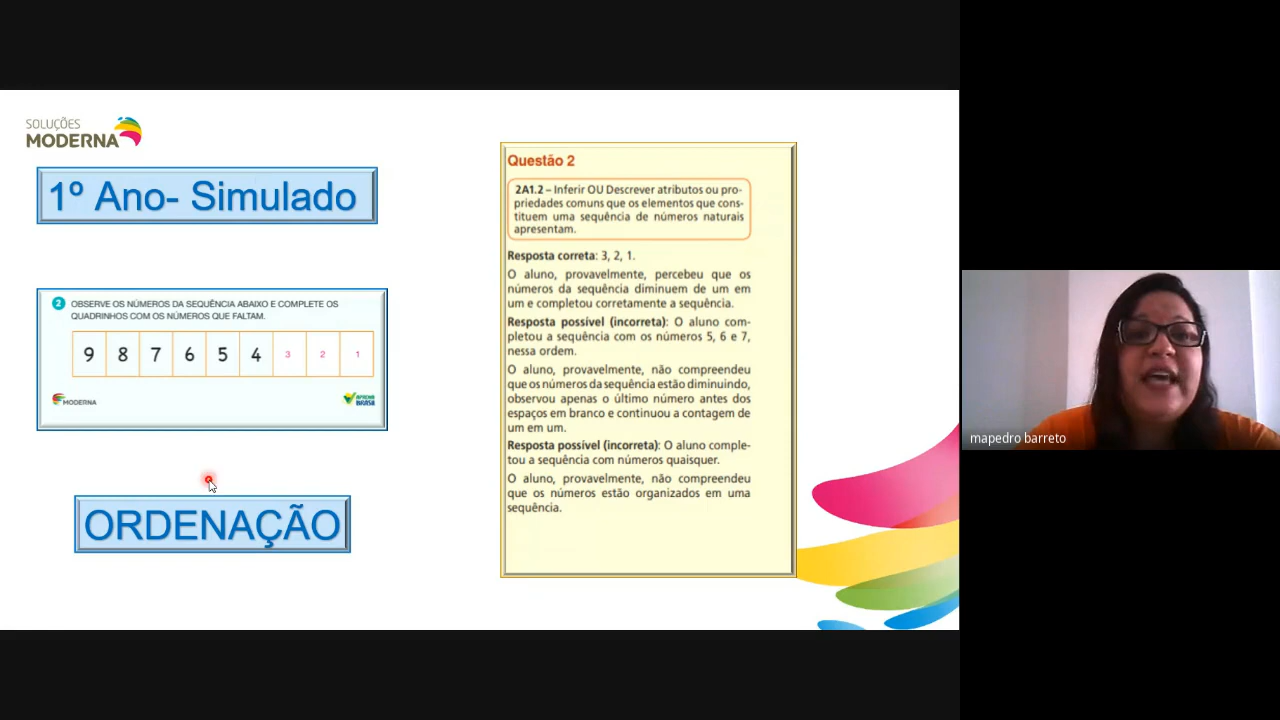 SOLUÇÕES
MODERNA
1º Ano- Simulado
2 OBSERVE OS NÚMEROS DA SEQUÊNCIA ABAIXO E COMPLETE OS
QUADRINHOS COM OS NÚMEROS QUE FALTAM.
9 8 7 6 5 4 3 2 1
MODERNA
APROVA
BRASIL
ORDENAÇÃO
Questão 2
2A1.2 – Inferir OU Descrever atributos ou pro-
priedades comuns que os elementos que cons-
tituem uma sequência de números naturais
apresentam.
Resposta correta: 3, 2, 1.
O aluno, provavelmente, percebeu que os
números da sequência diminuem de um em
um e completou corretamente a sequência.
Resposta possível (incorreta): O aluno com-
pletou a sequência com os números 5, 6 e 7,
nessa ordem.
O aluno, provavelmente, não compreendeu
que os números da sequência estão diminuindo,
observou apenas o último número antes dos
espaços em branco e continuou a contagem de
um em um.
Resposta possível (incorreta): O aluno comple-
tou a sequência com números quaisquer.
O aluno, provavelmente, não compreendeu
que os números estão organizados em uma
sequência.
mapedro barreto